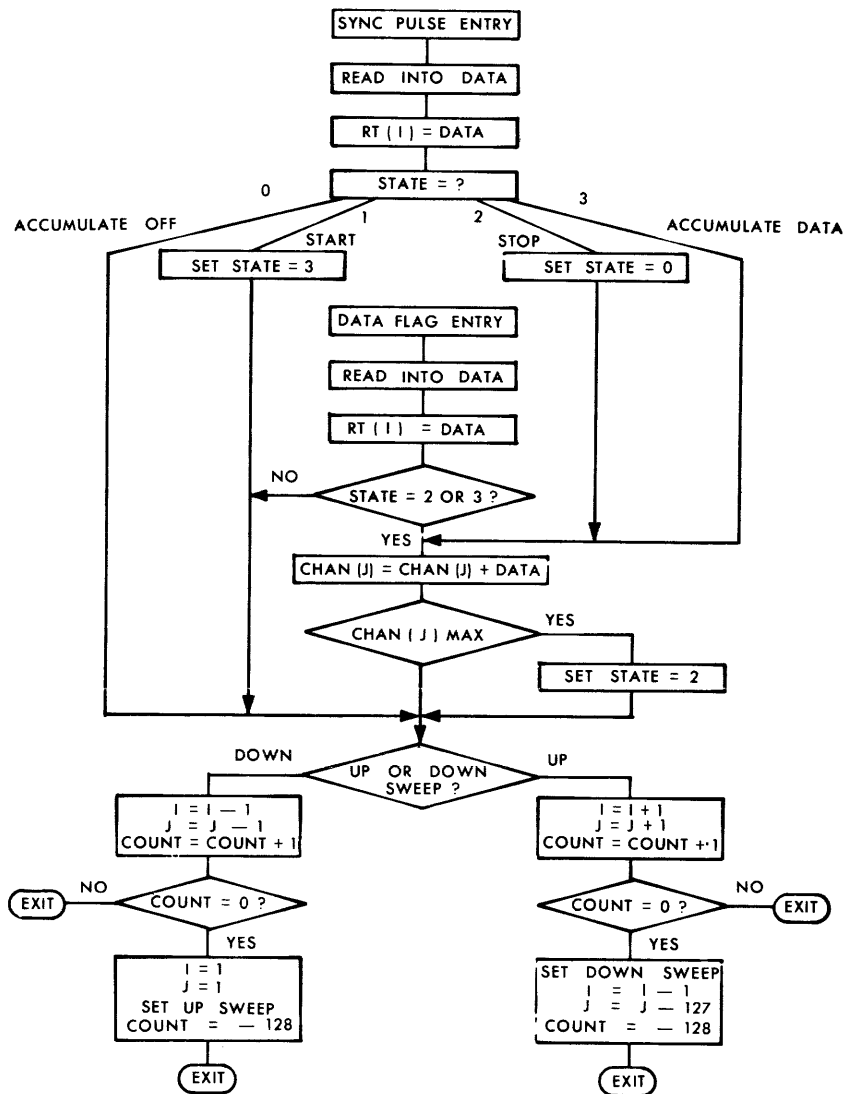 SYNC PULSE ENTRY
READ INTO DATA
RT ( I ) = DATA
STATE = ?
0
1
2
3
ACCUMULATE OFF
START
STOP
ACCUMULATE DATA
SET STATE = 3
SET STATE = 0
DATA FLAG ENTRY
READ INTO DATA
RT ( I ) = DATA
NO
STATE = 2 OR 3 ?
YES
CHAN (J) = CHAN (J) + DATA
CHAN ( J ) MAX
YES
SET STATE = 2
DOWN
UP OR DOWN
SWEEP ?
UP
I = I — 1
J = J — 1
COUNT = COUNT + 1
I = I + 1
J = J + 1
COUNT = COUNT + 1
EXIT
NO
COUNT = 0 ?
COUNT = 0 ?
NO
EXIT
YES
YES
I = 1
J = 1
SET UP SWEEP
COUNT = — 128
SET DOWN SWEEP
I = I — 1
J = J — 127
COUNT = — 128
EXIT
EXIT